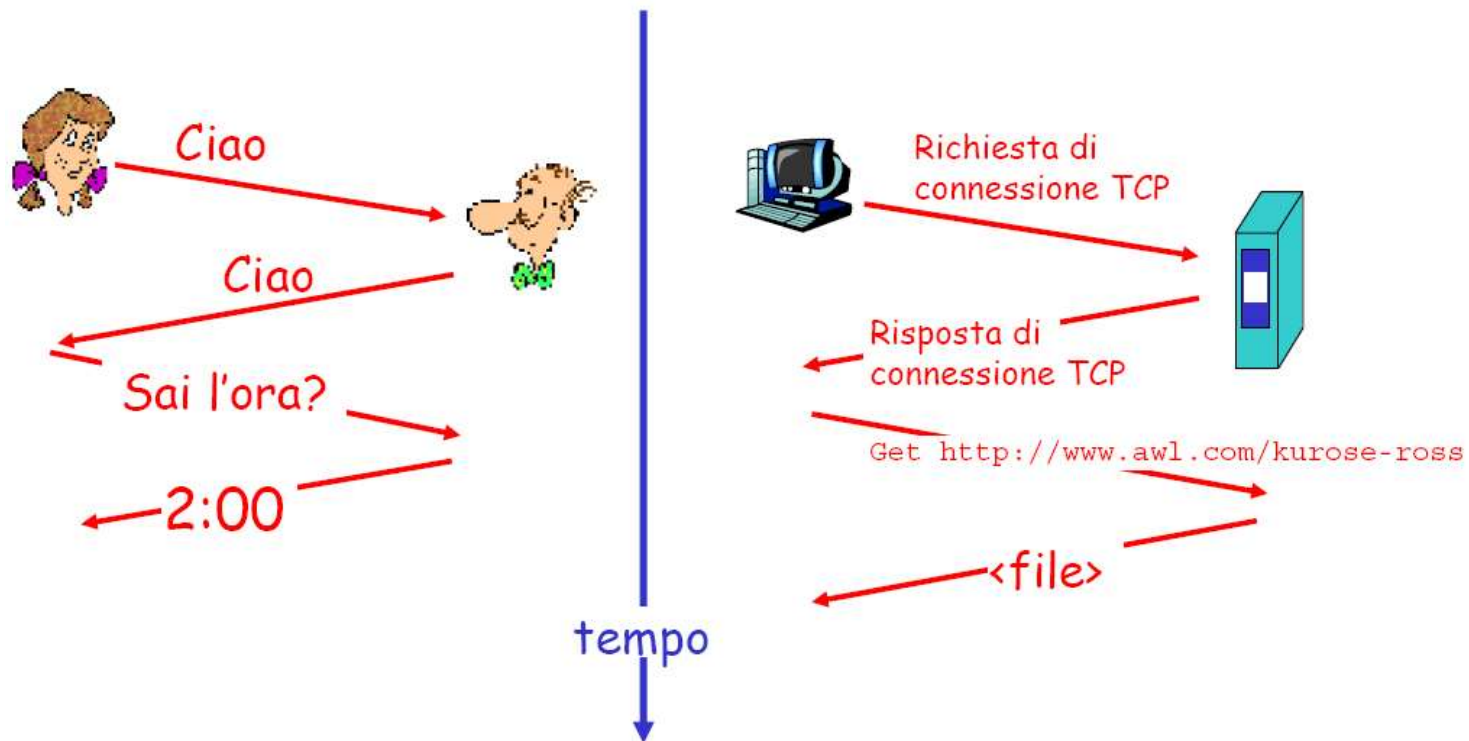 Ciao
Ciao
Sai l'ora?
2:00
tempo
Richiesta di
connessione TCP
Risposta di
connessione TCP
Get http://www.awl.com/kurose-ross
<file>